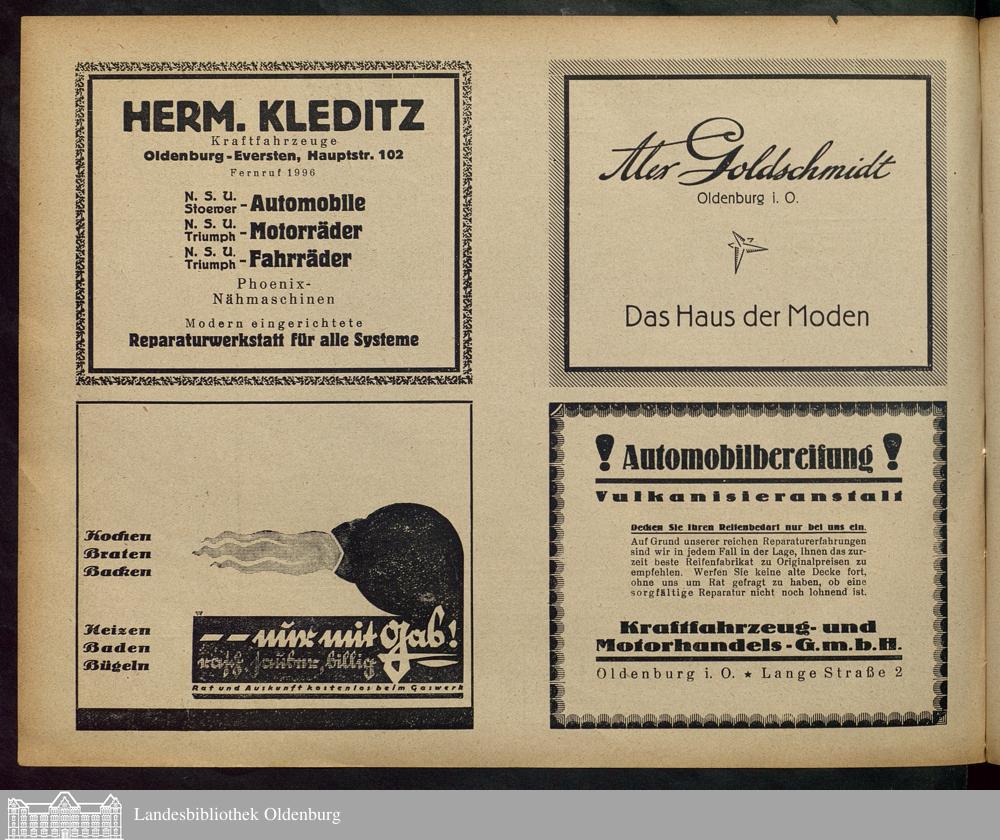 HERM. KLEDITZ
Kraftfahrzeuge
Oldenburg-Eversten, Hauptstr. 102
Fernruf 1996
N. S. U.
Stoewer - Automobile
N. S. U.
Triumph - Motorräder
N. S. U.
Triumph - Fahrräder
Phoenix-
Nähmaschinen
Modern eingerichtete
Reparaturwerkstatt für alle Systeme
Alex Goldschmidt
Oldenburg i. O.
Das Haus der Moden
Kochen
Braten
Backen
Heizen
Baden
Bügeln
-- nur mit Gas!
rasch, sauber, billig
Rat und Auskunft kostenlos beim Gaswerk
! Automobilbereifung !
Vulkanisieranstalt
Decken Sie Ihren Reifenbedarf nur bei uns ein.
Auf Grund unserer reichen Reparaturerfahrungen
sind wir in jedem Fall in der Lage, Ihnen das zur-
zeit beste Reifenfabrikat zu Originalpreisen zu
empfehlen. Werfen Sie keine alte Decke fort,
ohne uns um Rat gefragt zu haben, ob eine
sorgfältige Reparatur nicht noch lohnend ist.
Kraftfahrzeug- und
Motorhandels-G.m.b.H.
Oldenburg i. O. ★ Lange Straße 2
Landesbibliothek Oldenburg